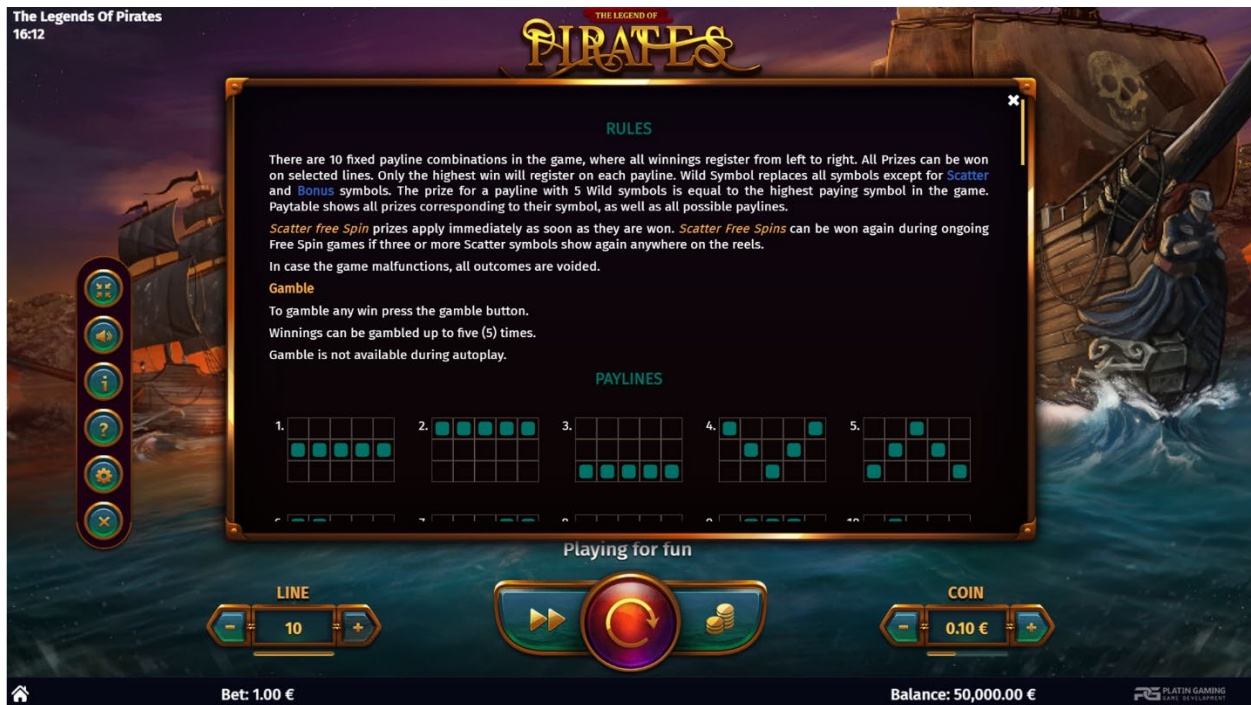 The Legends Of Pirates
16:12
THE LEGEND OF
PIRATES
RULES
There are 10 fixed payline combinations in the game, where all winnings register from left to right. All Prizes can be won
on selected lines. Only the highest win will register on each payline. Wild Symbol replaces all symbols except for Scatter
and Bonus symbols. The prize for a payline with 5 Wild symbols is equal to the highest paying symbol in the game.
Paytable shows all prizes corresponding to their symbol, as well as all possible paylines.
Scatter free Spin prizes apply immediately as soon as they are won. Scatter Free Spins can be won again during ongoing
Free Spin games if three or more Scatter symbols show again anywhere on the reels.
In case the game malfunctions, all outcomes are voided.
Gamble
To gamble any win press the gamble button.
Winnings can be gambled up to five (5) times.
Gamble is not available during autoplay.
PAYLINES
1. 2. 3. 4. 5.
Playing for fun
LINE
- 10 +
COIN
- 0.10 € +
Bet: 1.00 €
Balance: 50,000.00 €
PG PLATIN GAMING
GAME DEVELOPMENT